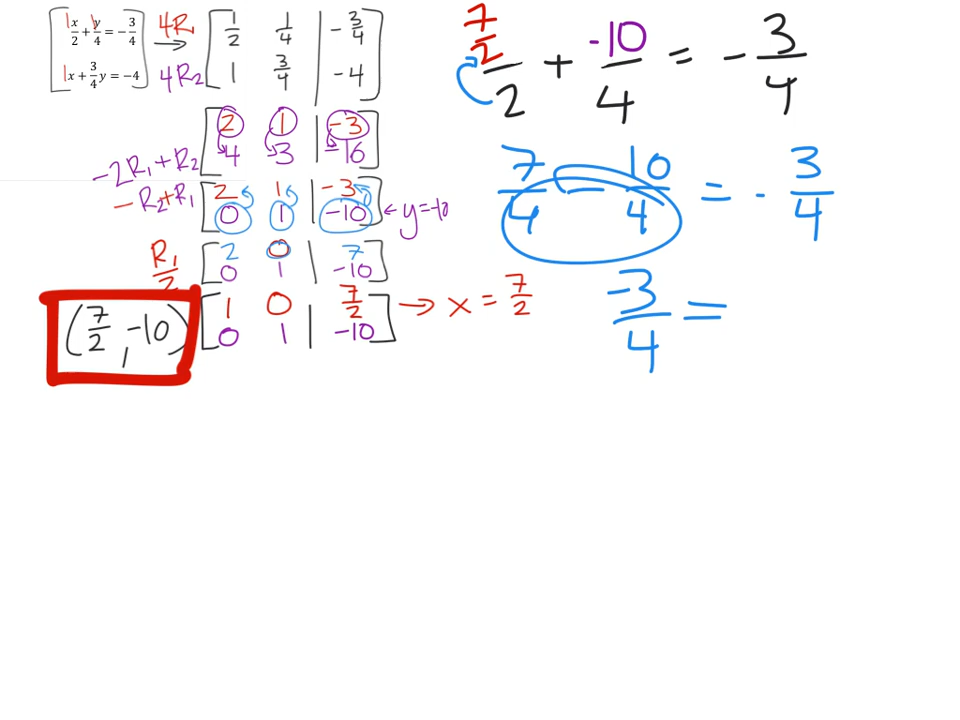 1x/2 + 1y/4 = -3/4
1x + 3/4 y = -4
4R₁ →
4R₂
1/2 1/4 | -3/4
1 3/4 | -4
2 1 | -3
4 3 | -16
-2R₁ + R₂
-R₂ + R₁
2 1 | -3
0 1 | -10 ← y = -10
R₁/2
2 0 | 7
0 1 | -10
1 0 | 7/2 → x = 7/2
0 1 | -10
(7/2, -10)
7/2/2 + -10/4 = -3/4
7/4 - 10/4 = -3/4
-3/4 =